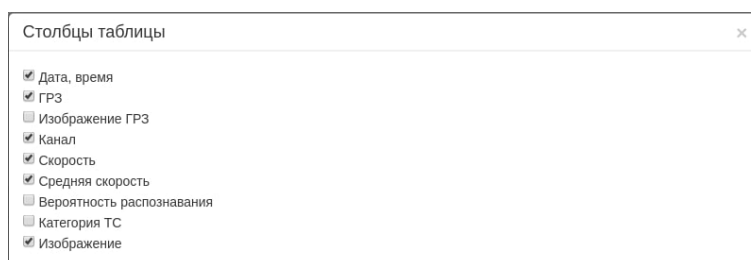 Столбцы таблицы
Дата, время
ГРЗ
Изображение ГРЗ
Канал
Скорость
Средняя скорость
Вероятность распознавания
Категория ТС
Изображение